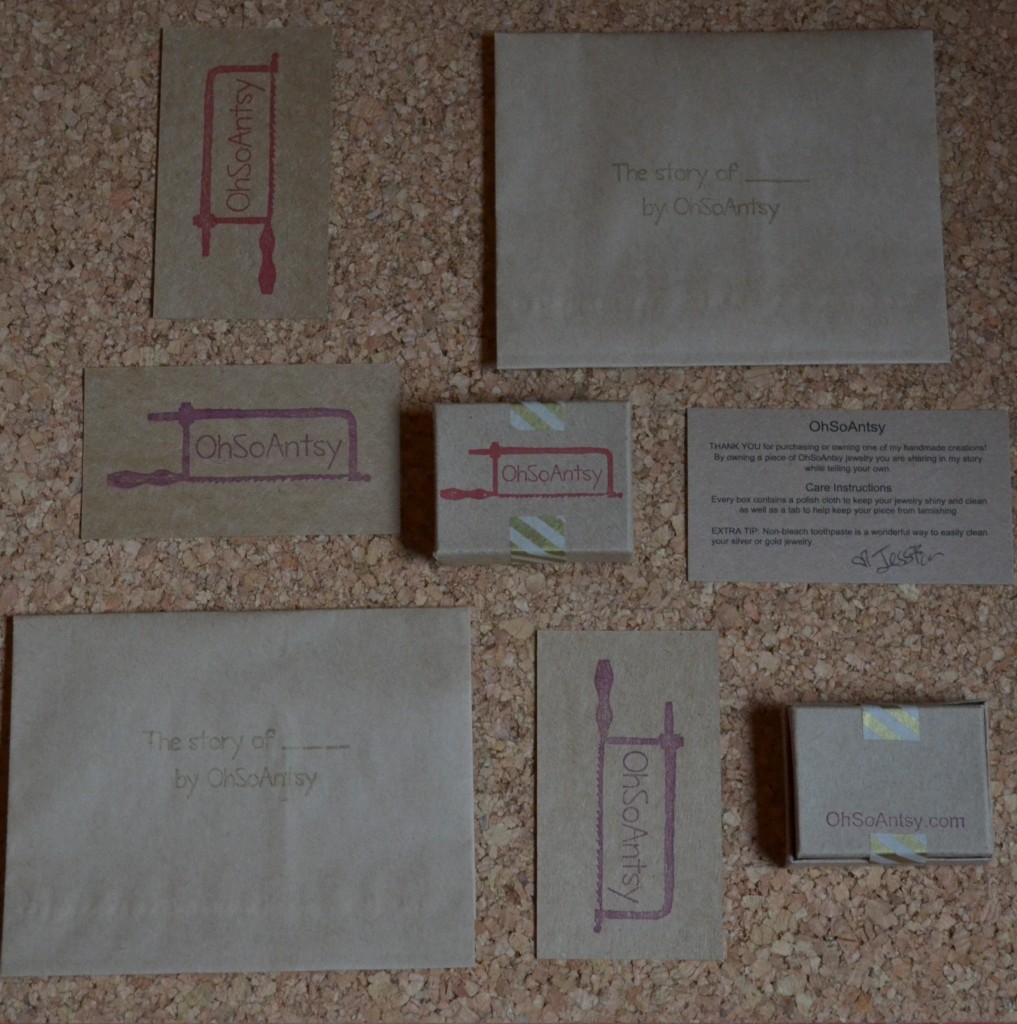 OhSoAntsy
The story of _____
by OhSoAntsy
OhSoAntsy
OhSoAntsy
OhSoAntsy
THANK YOU for purchasing or owning one of my handmade creations!
By owning a piece of OhSoAntsy jewelry you are sharing in my story
while telling your own.
Care Instructions
Every box contains a polish cloth to keep your jewelry shiny and clean
as well as a tab to help keep your piece from tarnishing
EXTRA TIP: Non-bleach toothpaste is a wonderful way to easily clean
your silver or gold jewelry.
The story of _____
by OhSoAntsy
OhSoAntsy
OhSoAntsy.com